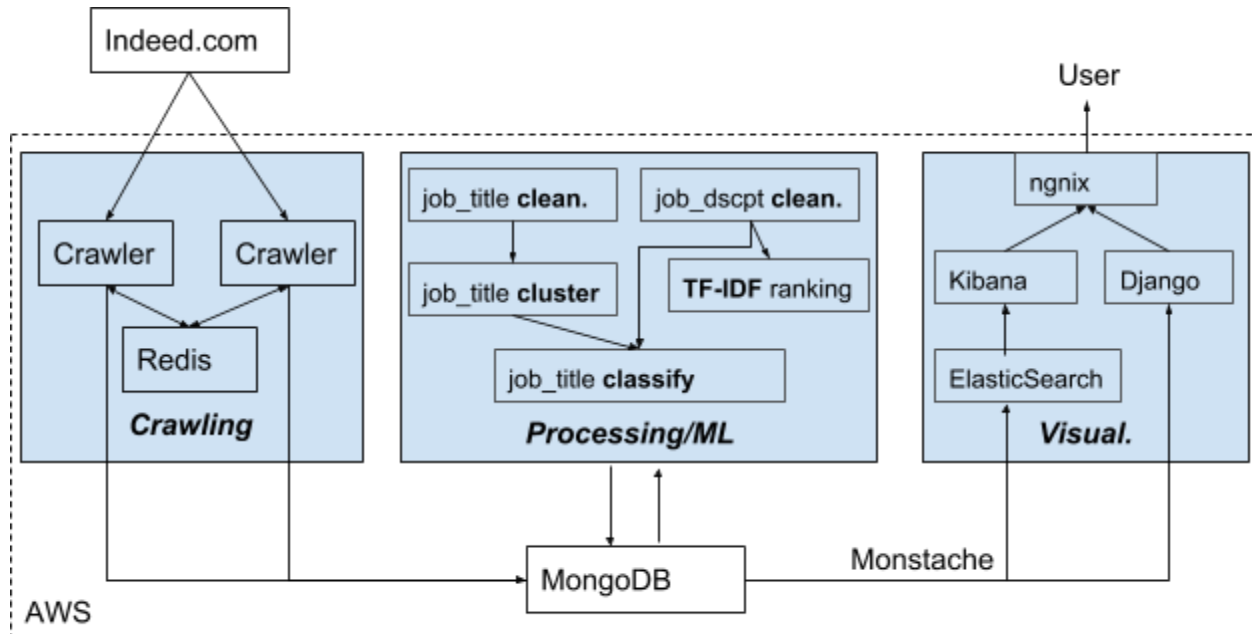 Indeed.com
User
Crawler
Crawler
Redis
Crawling
job_title clean.
job_dscpt clean.
job_title cluster
TF-IDF ranking
job_title classify
Processing/ML
ngnix
Kibana
Django
ElasticSearch
Visual.
MongoDB
Monstache
AWS